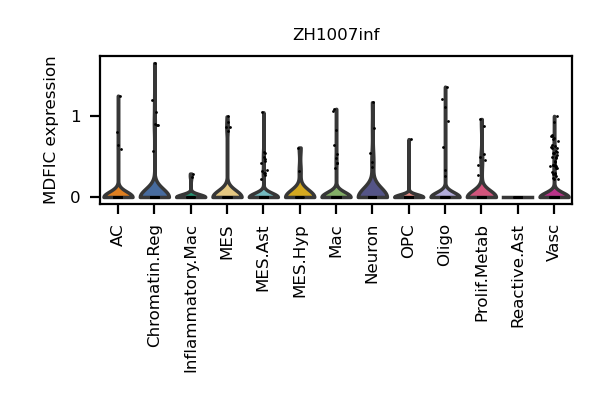 ZH1007inf
MDFIC expression
1
0
AC
Chromatin.Reg
Inflammatory.Mac
MES
MES.Ast
MES.Hyp
Mac
Neuron
OPC
Oligo
Prolif.Metab
Reactive.Ast
Vasc